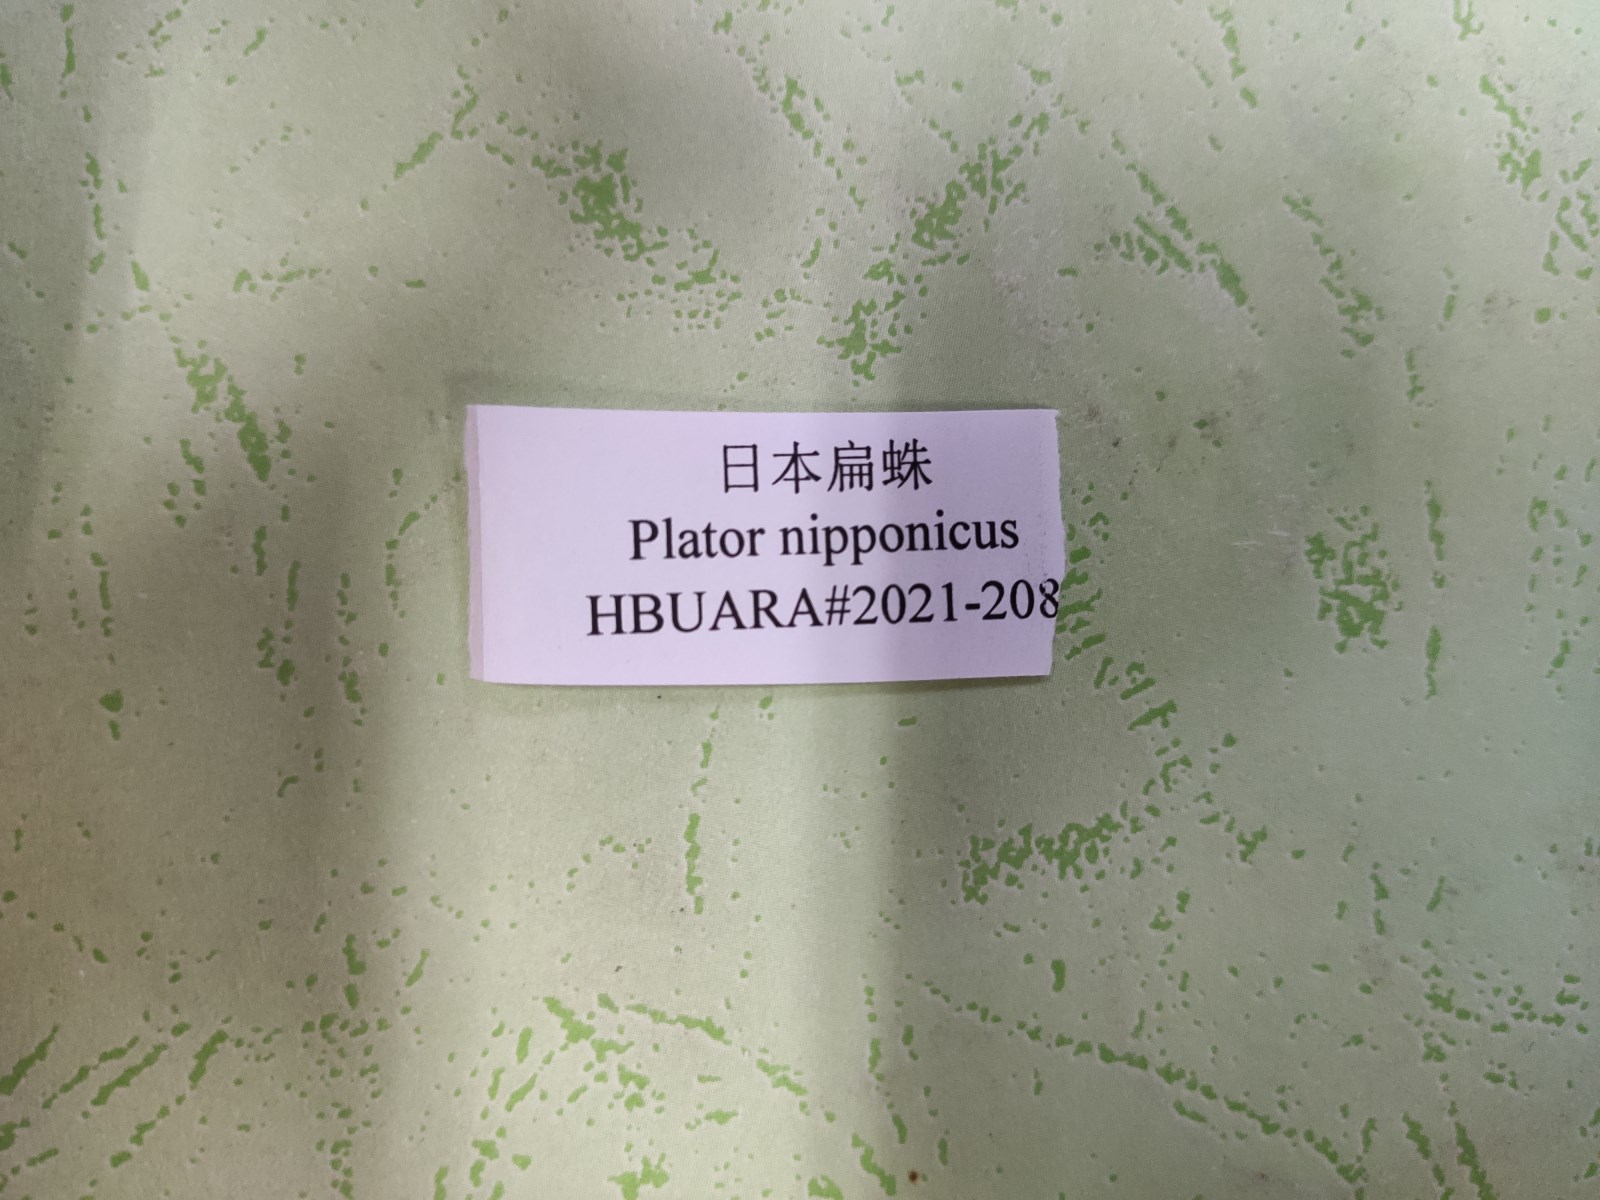 日本扁蛛
Plator nipponicus
HBUARA#2021-208